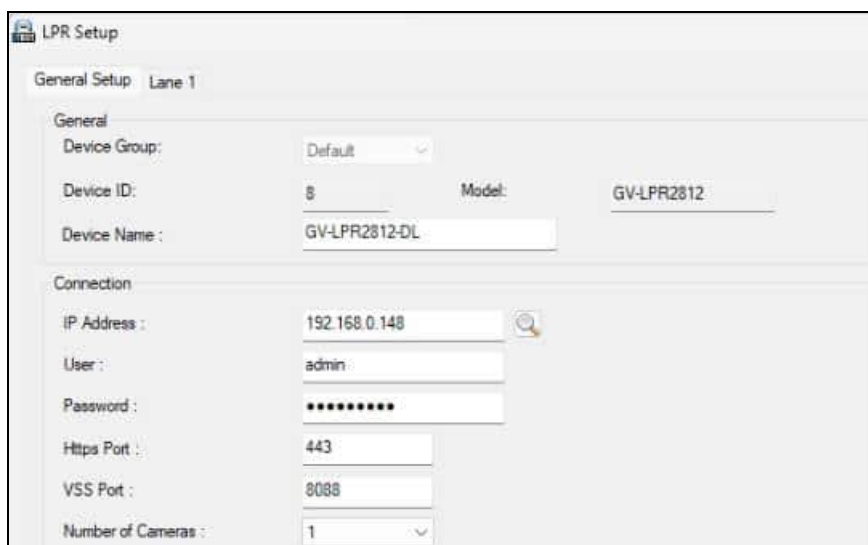 LPR Setup
General Setup Lane 1
General
Device Group: Default
Device ID: 8 Model: GV-LPR2812
Device Name : GV-LPR2812-DL
Connection
IP Address : 192.168.0.148
User : admin
Password : •••••••••
Https Port : 443
VSS Port : 8088
Number of Cameras : 1